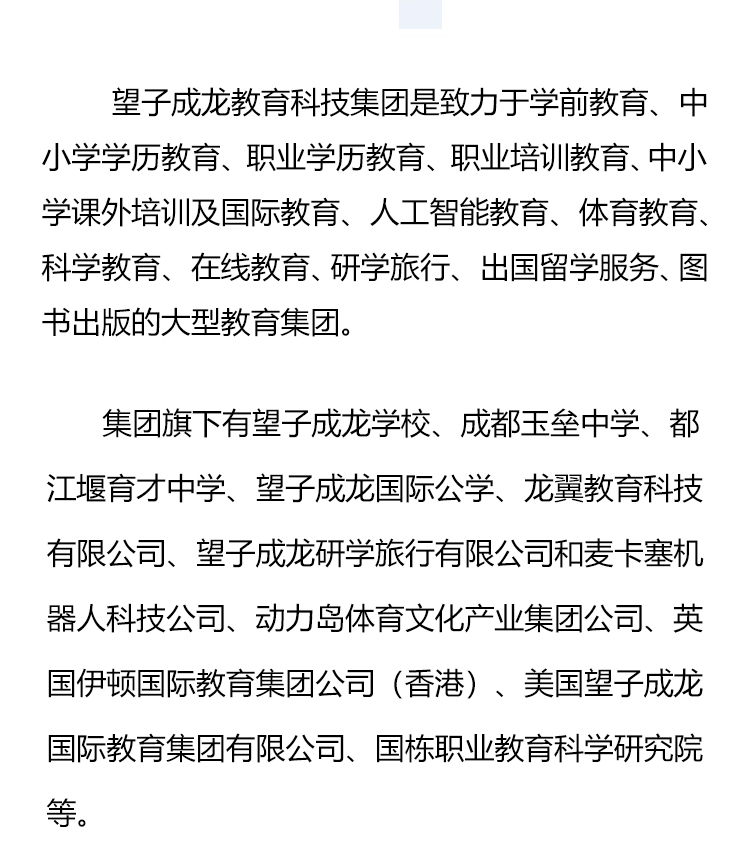 望子成龙教育科技集团是致力于学前教育、中
小学学历教育、职业学历教育、职业培训教育、中小
学课外培训及国际教育、人工智能教育、体育教育、
科学教育、在线教育、研学旅行、出国留学服务、图
书出版的大型教育集团。
集团旗下有望子成龙学校、成都玉垒中学、都
江堰育才中学、望子成龙国际公学、龙翼教育科技
有限公司、望子成龙研学旅行有限公司和麦卡塞机
器人科技公司、动力岛体育文化产业集团公司、英
国伊顿国际教育集团公司（香港）、美国望子成龙
国际教育集团有限公司、国栋职业教育科学研究院
等。